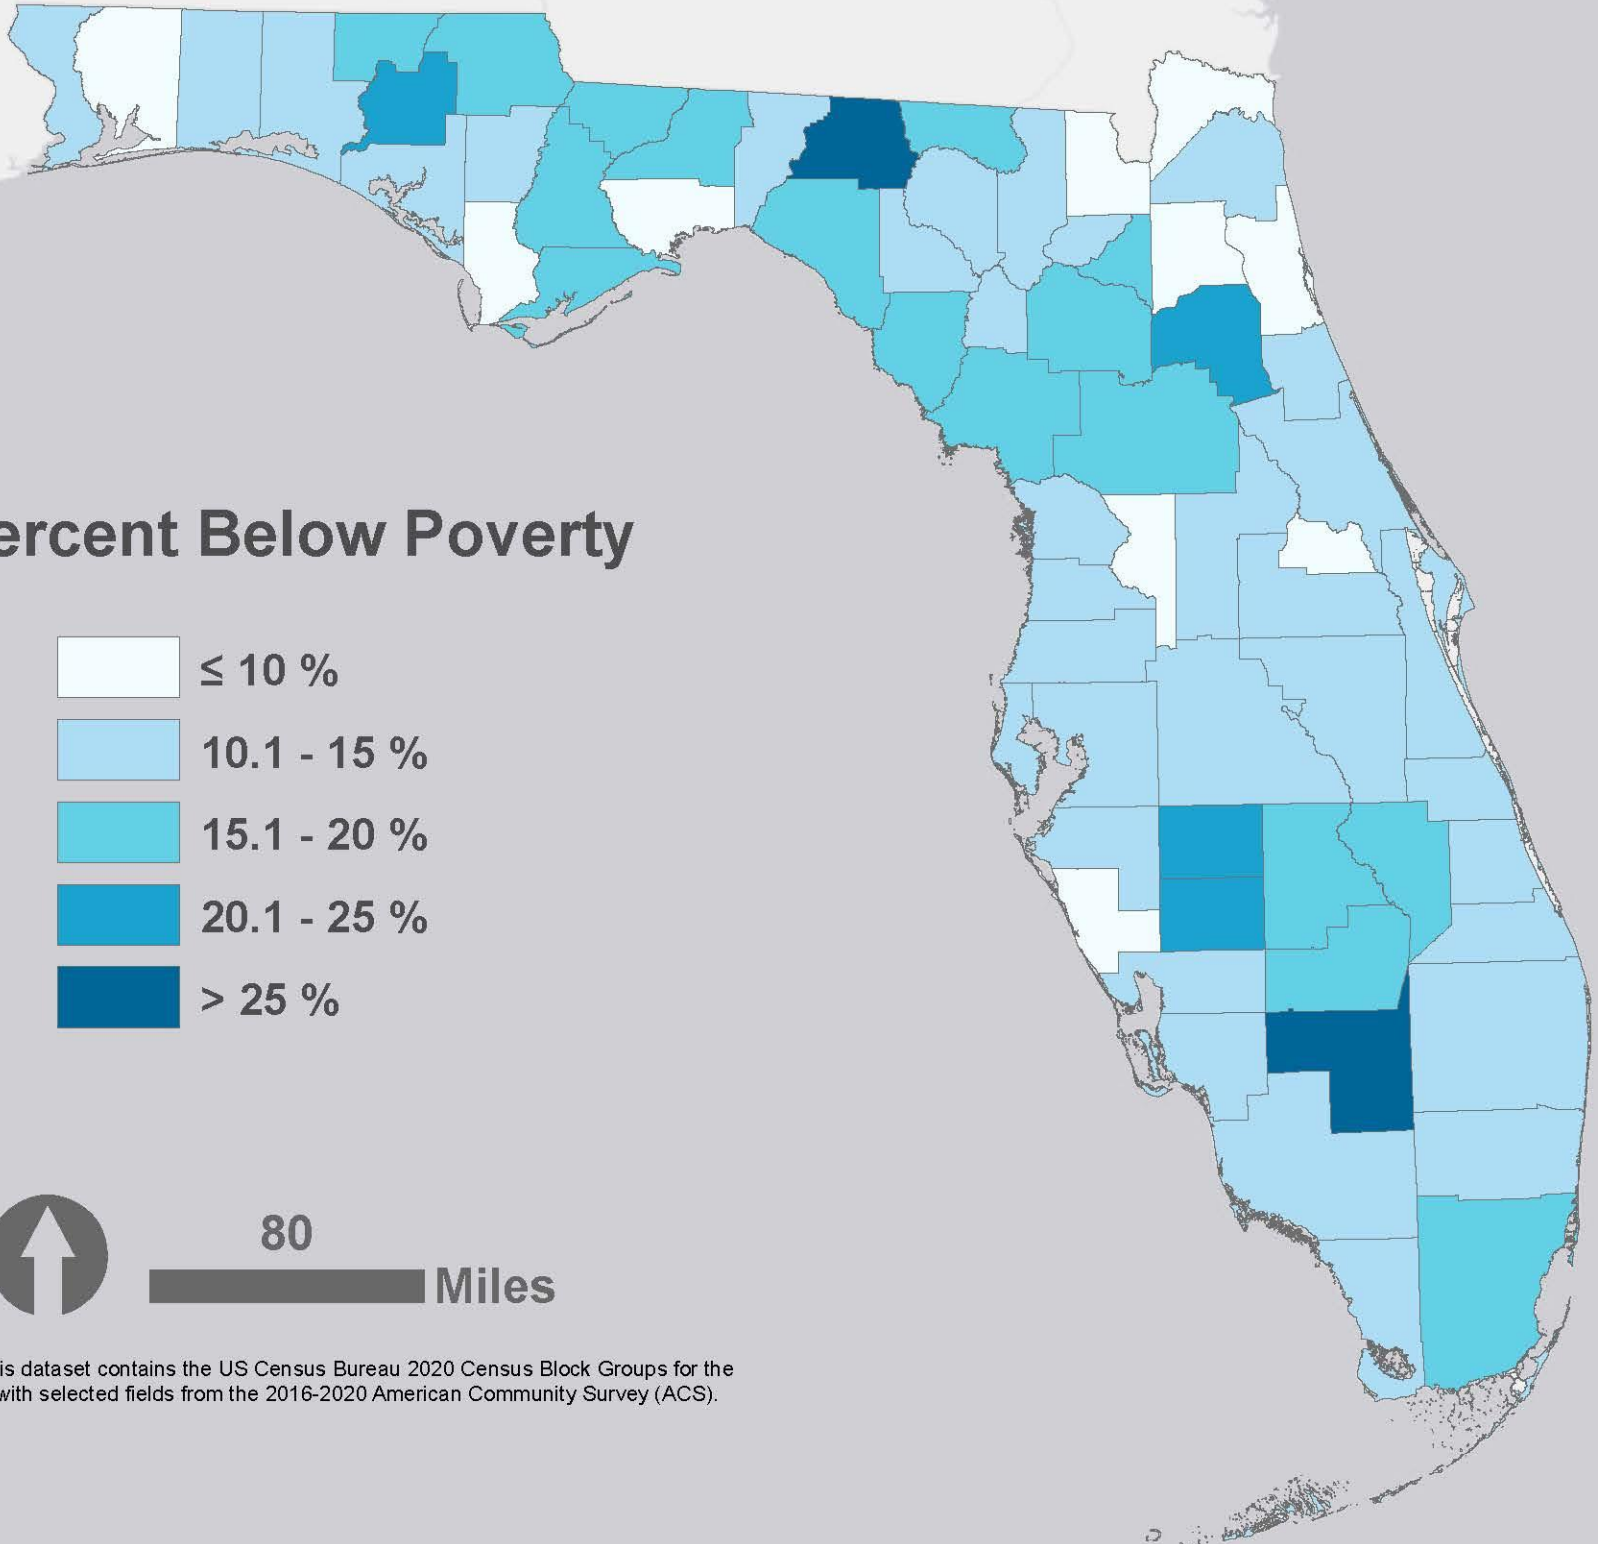 ercent Below Poverty
≤ 10 %
10.1 - 15 %
15.1 - 20 %
20.1 - 25 %
> 25 %
80
Miles
is dataset contains the US Census Bureau 2020 Census Block Groups for the
with selected fields from the 2016-2020 American Community Survey (ACS).